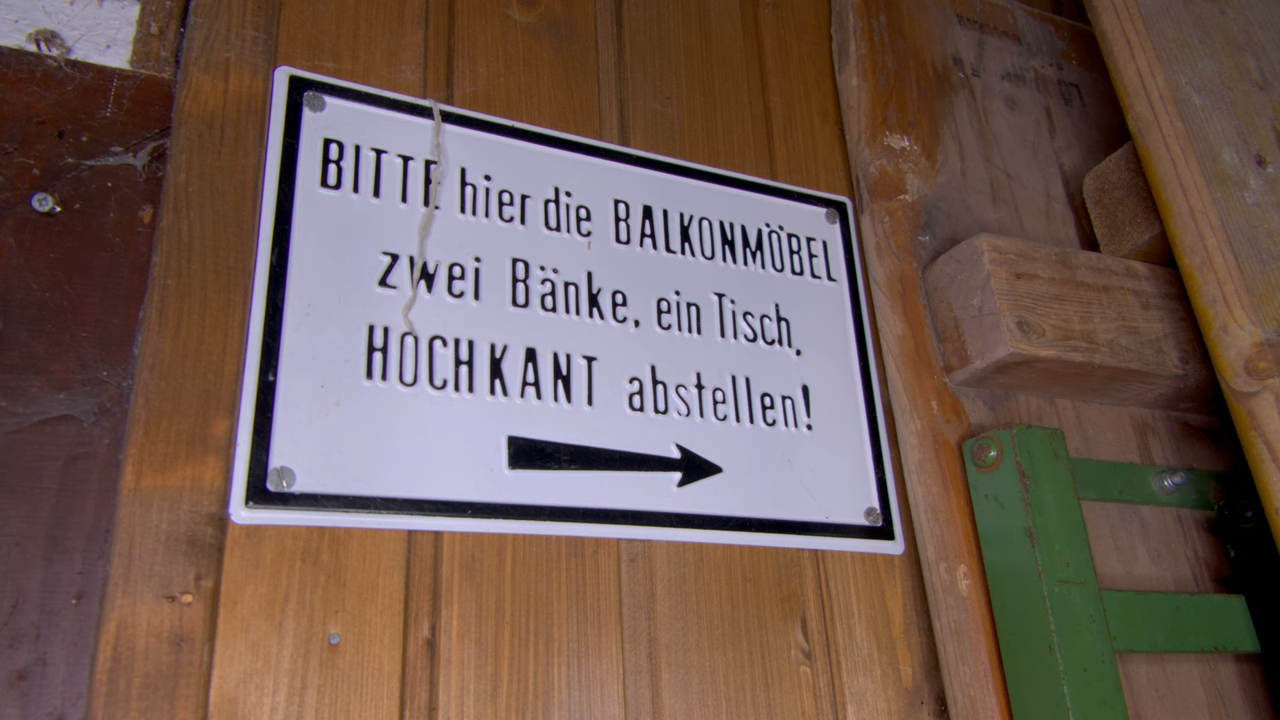 BITTE hier die BALKONMÖBEL
zwei Bänke, ein Tisch,
HOCHKANT abstellen!